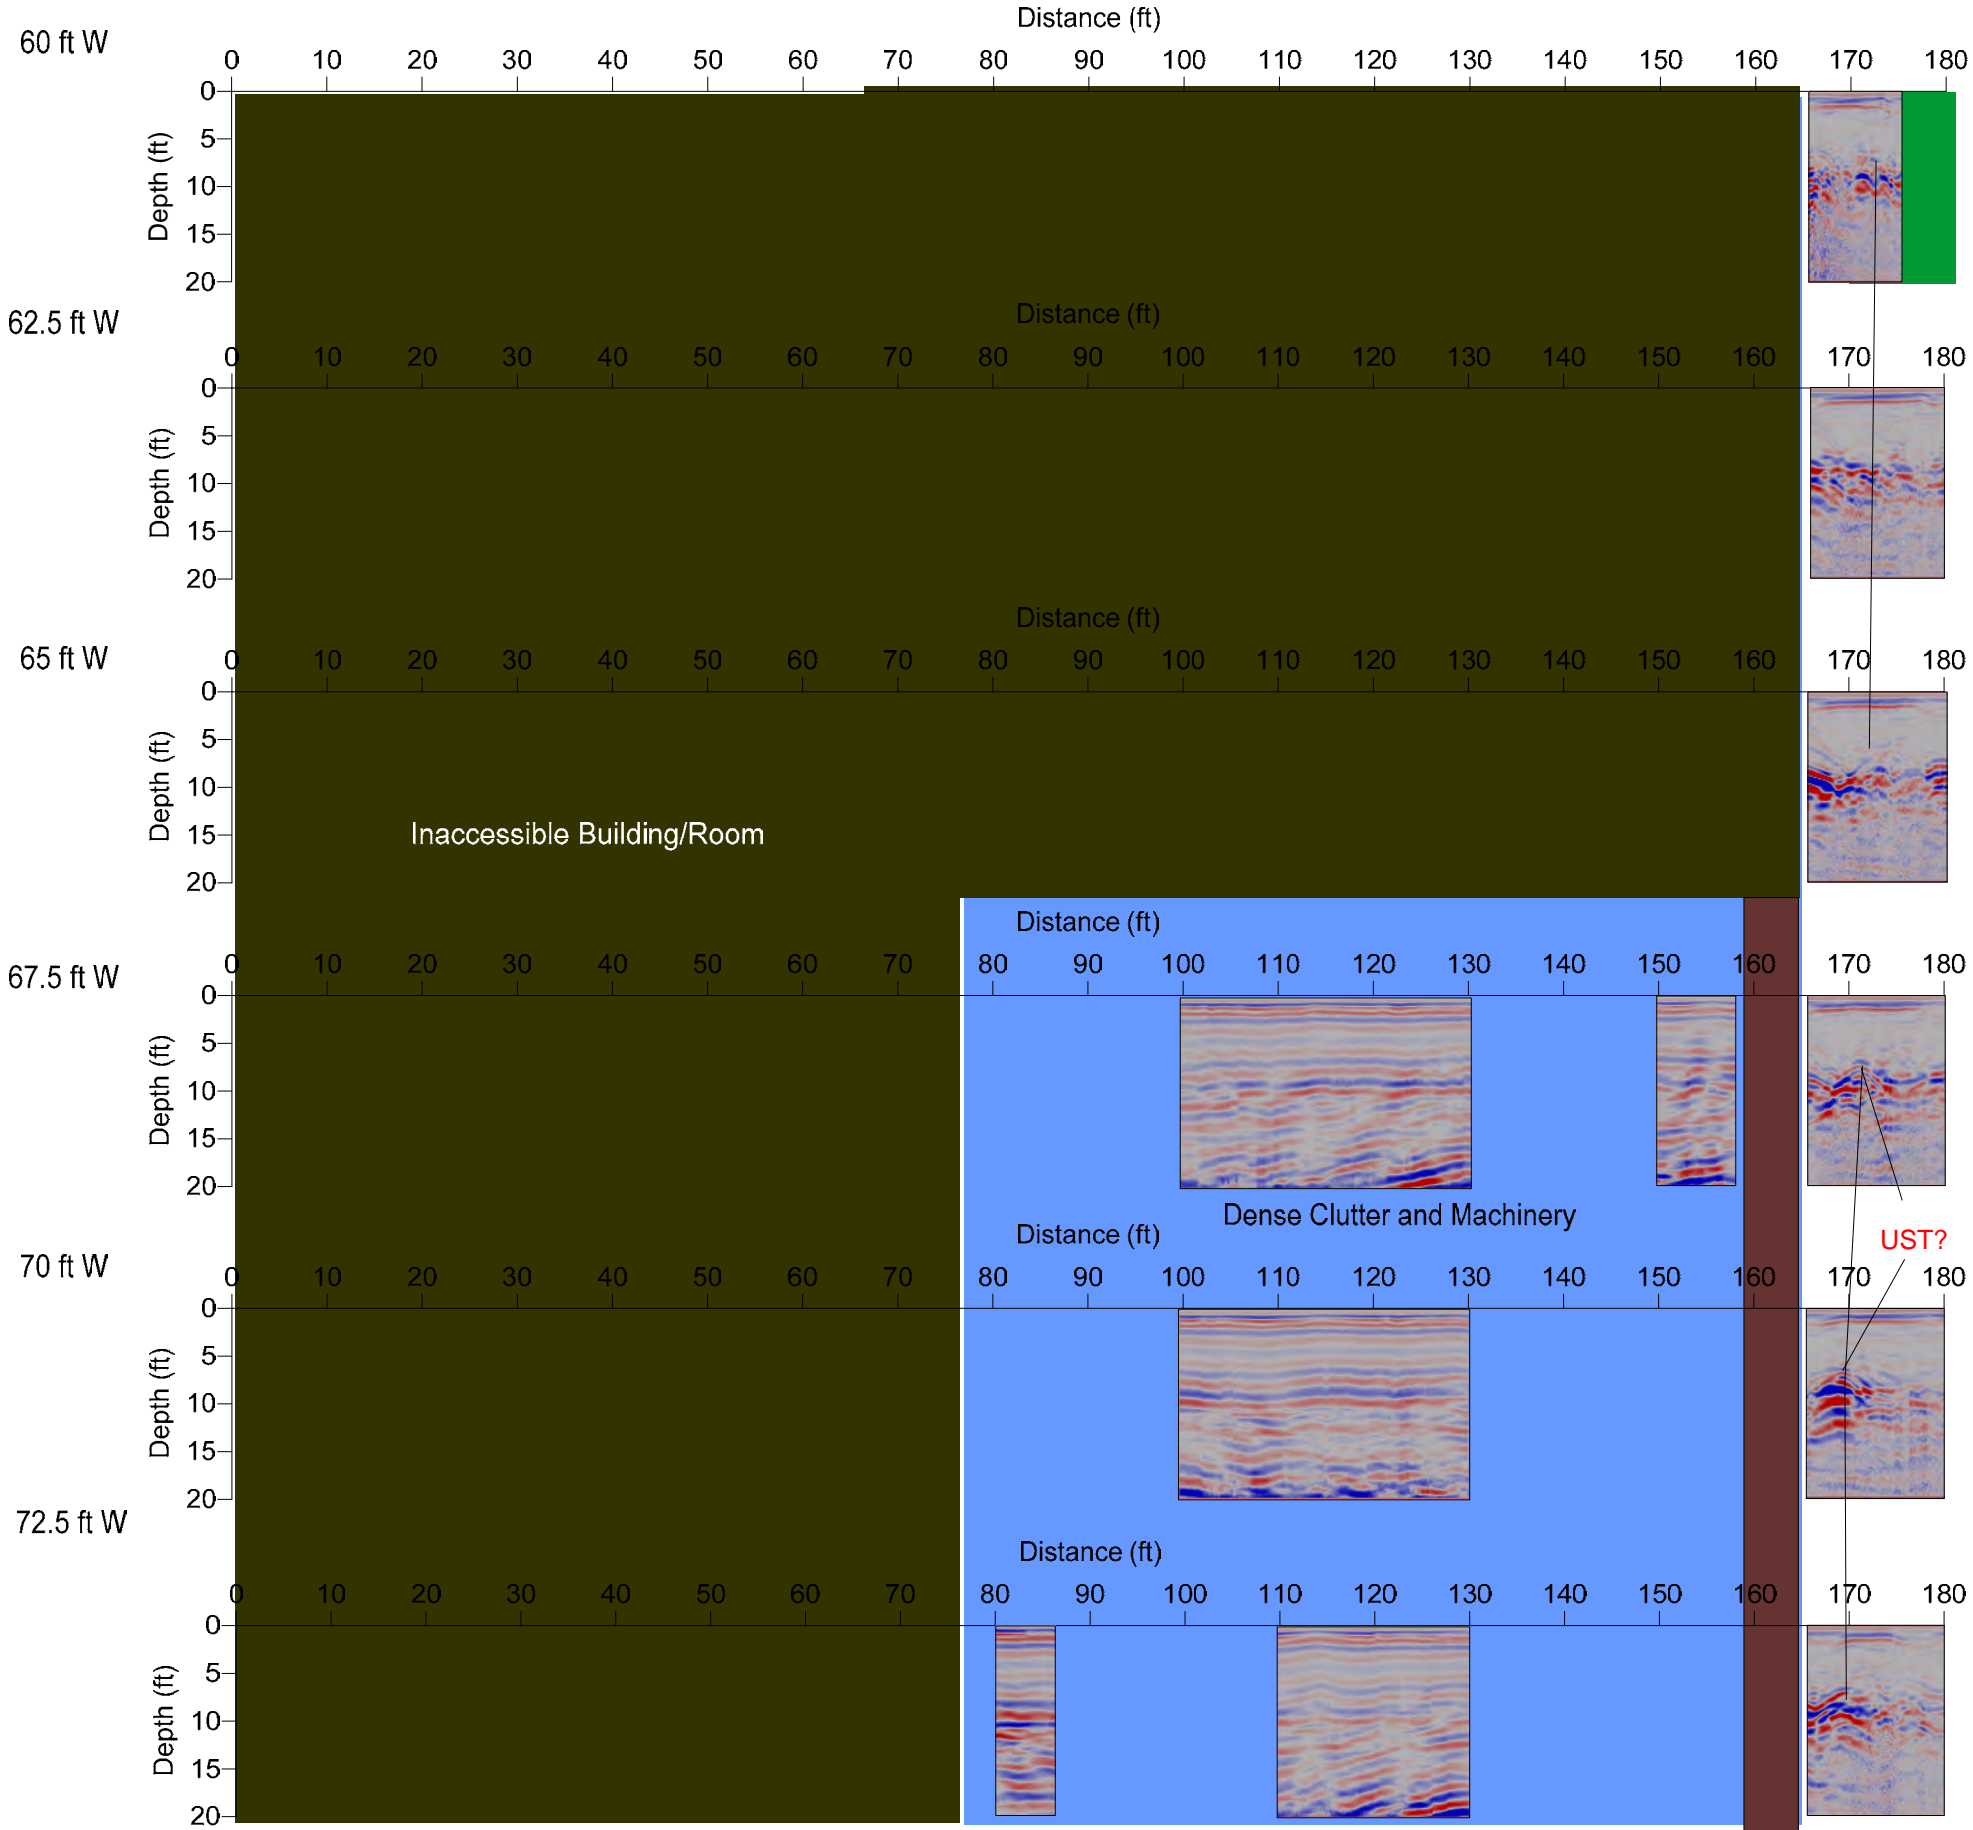 Distance (ft)
60 ft W
0 10 20 30 40 50 60 70 80 90 100 110 120 130 140 150 160 170 180
0
5
10
15
20
Depth (ft)
Distance (ft)
62.5 ft W
0 10 20 30 40 50 60 70 80 90 100 110 120 130 140 150 160 170 180
0
5
10
15
20
Depth (ft)
Distance (ft)
65 ft W
0 10 20 30 40 50 60 70 80 90 100 110 120 130 140 150 160 170 180
0
5
10
15
20
Depth (ft)
Inaccessible Building/Room
Distance (ft)
67.5 ft W
0 10 20 30 40 50 60 70 80 90 100 110 120 130 140 150 160 170 180
0
5
10
15
20
Depth (ft)
Dense Clutter and Machinery
Distance (ft)
UST?
70 ft W
0 10 20 30 40 50 60 70 80 90 100 110 120 130 140 150 160 170 180
0
5
10
15
20
Depth (ft)
72.5 ft W
Distance (ft)
0 10 20 30 40 50 60 70 80 90 100 110 120 130 140 150 160 170 180
0
5
10
15
20
Depth (ft)